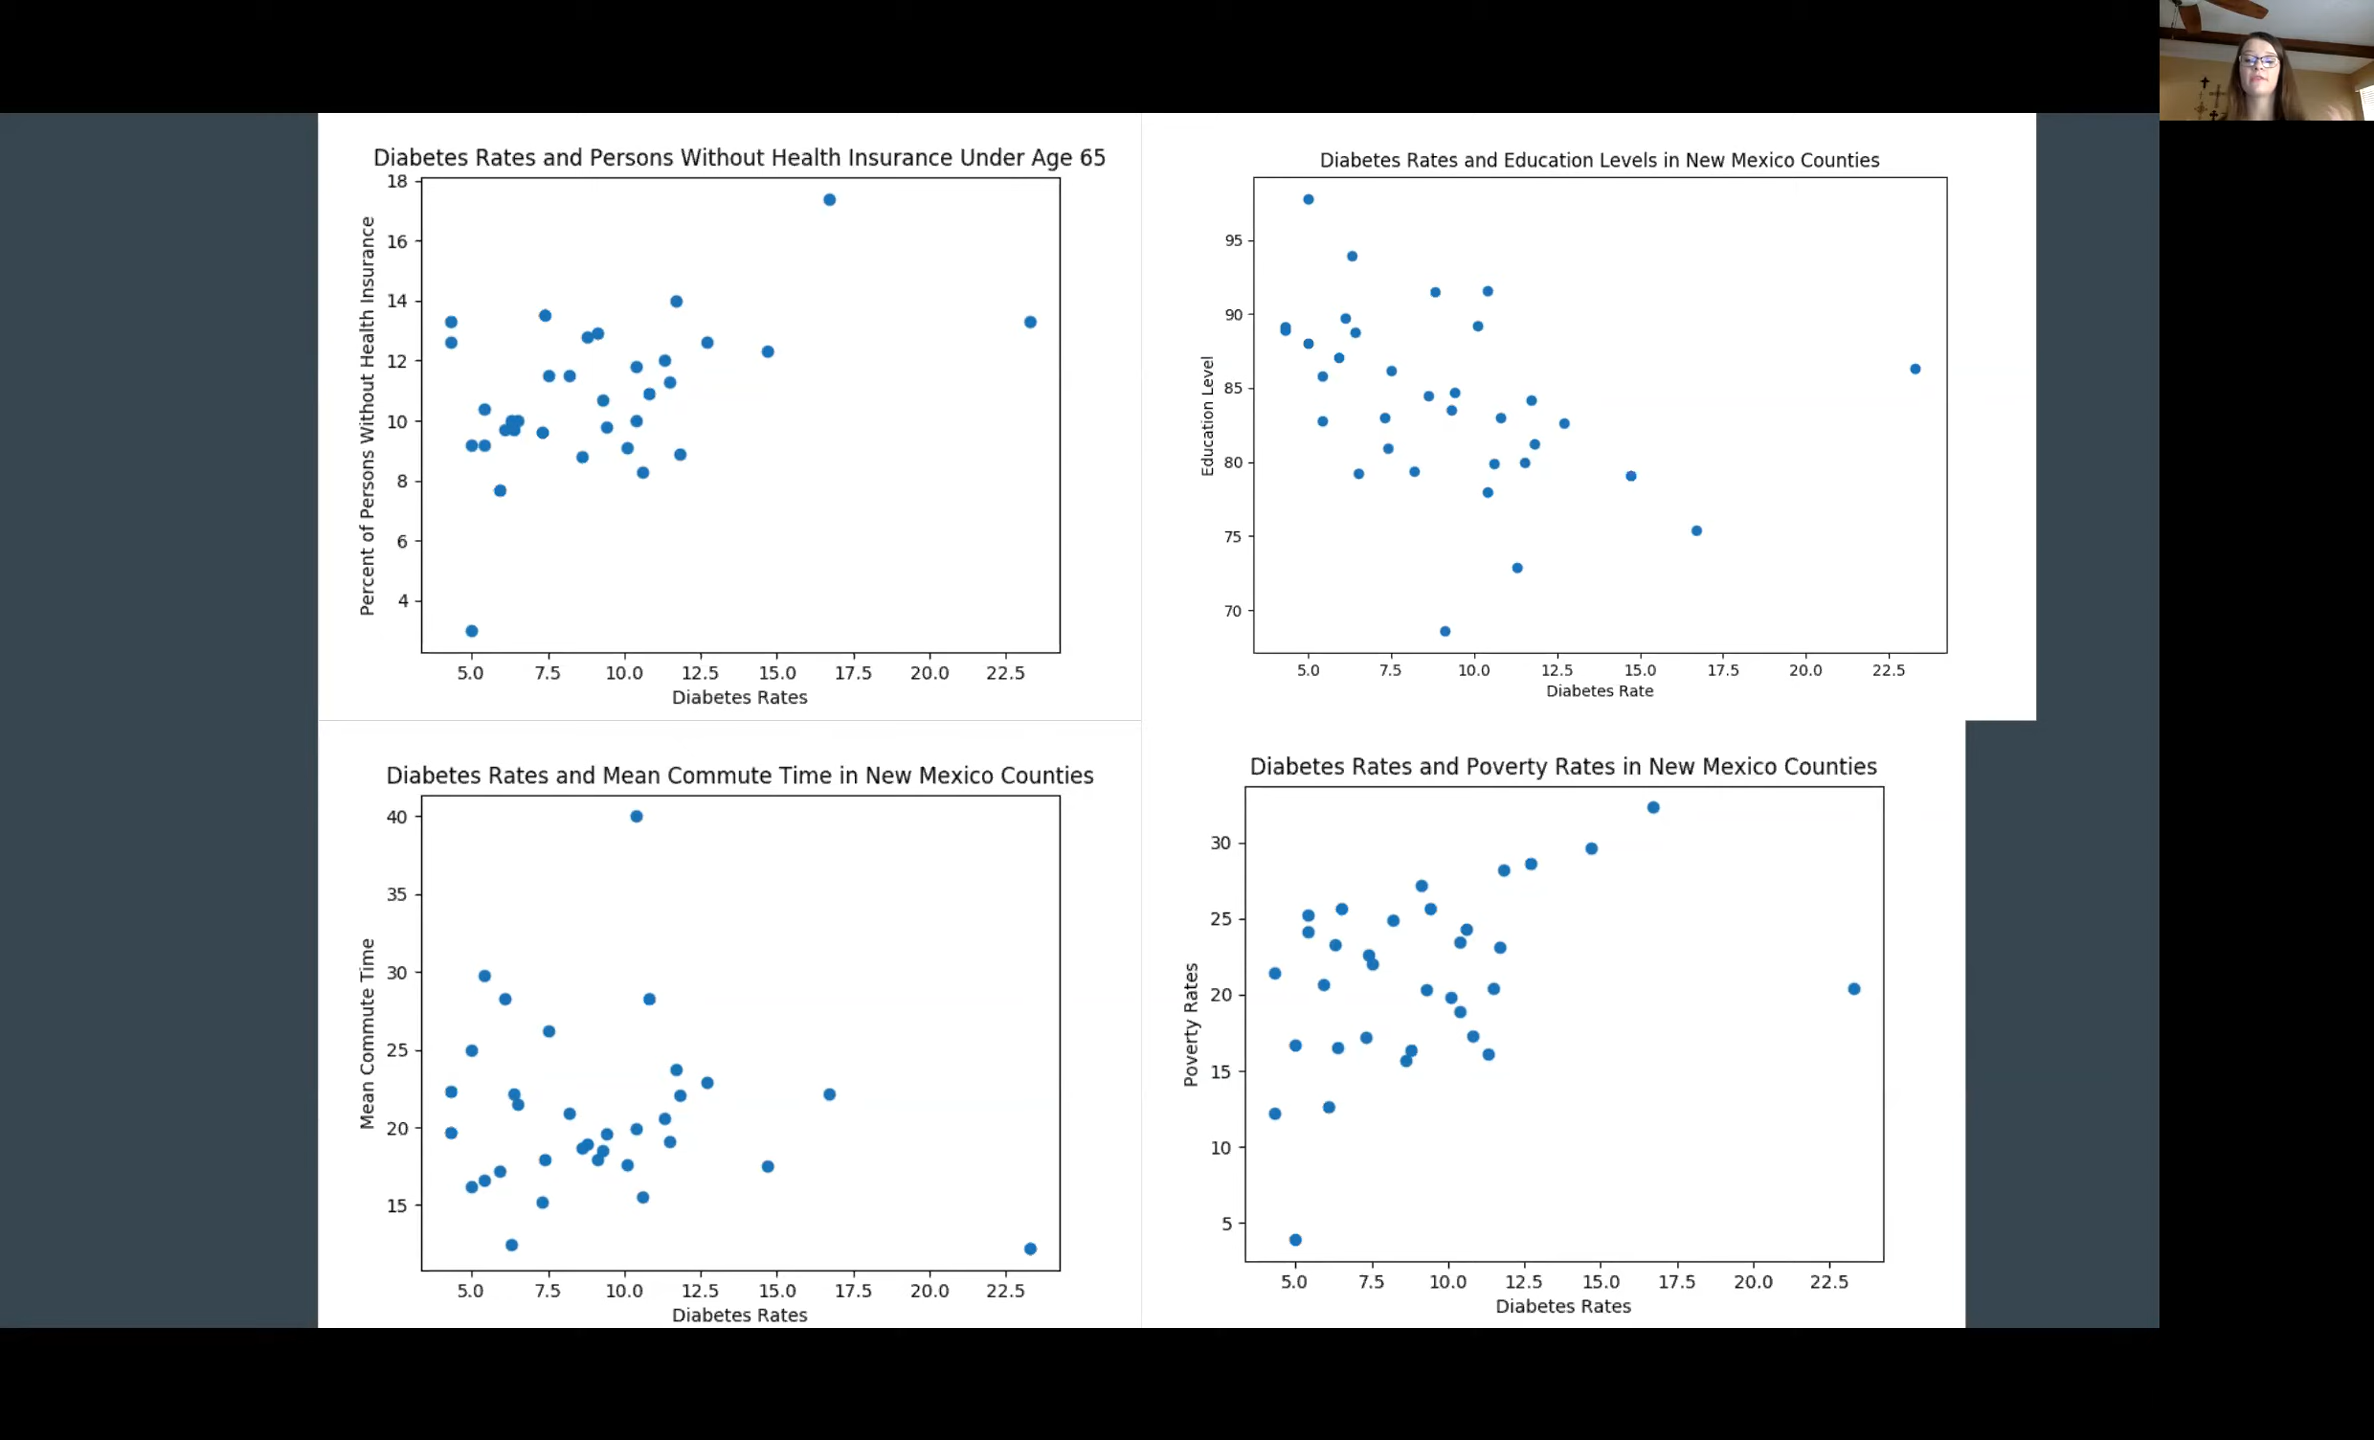 Diabetes Rates and Persons Without Health Insurance Under Age 65
Percent of Persons Without Health Insurance
18
16
14
12
10
8
6
4
5.0 7.5 10.0 12.5 15.0 17.5 20.0 22.5
Diabetes Rates
Diabetes Rates and Education Levels in New Mexico Counties
Education Level
95
90
85
80
75
70
5.0 7.5 10.0 12.5 15.0 17.5 20.0 22.5
Diabetes Rate
Diabetes Rates and Mean Commute Time in New Mexico Counties
Mean Commute Time
40
35
30
25
20
15
5.0 7.5 10.0 12.5 15.0 17.5 20.0 22.5
Diabetes Rates
Diabetes Rates and Poverty Rates in New Mexico Counties
Poverty Rates
30
25
20
15
10
5
5.0 7.5 10.0 12.5 15.0 17.5 20.0 22.5
Diabetes Rates